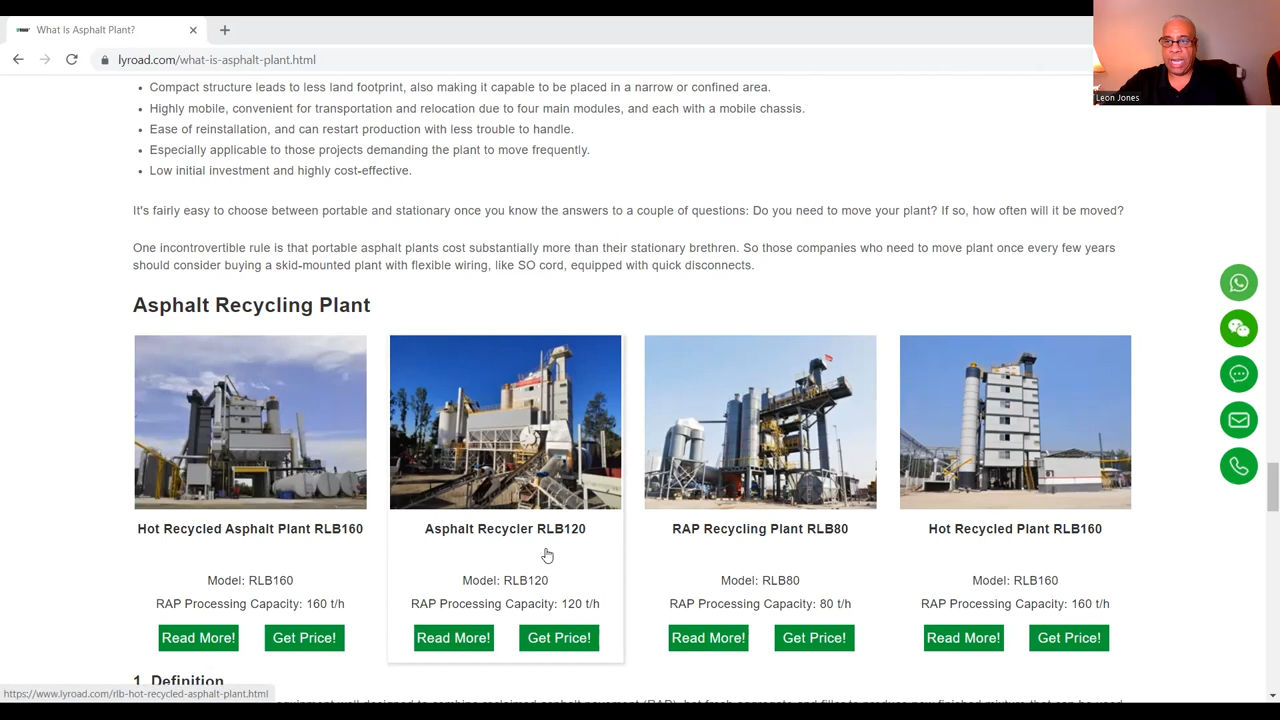 What Is Asphalt Plant?
lyroad.com/what-is-asphalt-plant.html
Leon Jones
Compact structure leads to less land footprint, also making it capable to be placed in a narrow or confined area.
Highly mobile, convenient for transportation and relocation due to four main modules, and each with a mobile chassis.
Ease of reinstallation, and can restart production with less trouble to handle.
Especially applicable to those projects demanding the plant to move frequently.
Low initial investment and highly cost-effective.
It's fairly easy to choose between portable and stationary once you know the answers to a couple of questions: Do you need to move your plant? If so, how often will it be moved?
One incontrovertible rule is that portable asphalt plants cost substantially more than their stationary brethren. So those companies who need to move plant once every few years
should consider buying a skid-mounted plant with flexible wiring, like SO cord, equipped with quick disconnects.
Asphalt Recycling Plant
Hot Recycled Asphalt Plant RLB160
Asphalt Recycler RLB120
RAP Recycling Plant RLB80
Hot Recycled Plant RLB160
Model: RLB160
Model: RLB120
Model: RLB80
Model: RLB160
RAP Processing Capacity: 160 t/h
RAP Processing Capacity: 120 t/h
RAP Processing Capacity: 80 t/h
RAP Processing Capacity: 160 t/h
Read More! Get Price!
Read More! Get Price!
Read More! Get Price!
Read More! Get Price!
1. Definition
https://www.lyroad.com/rlb-hot-recycled-asphalt-plant.html